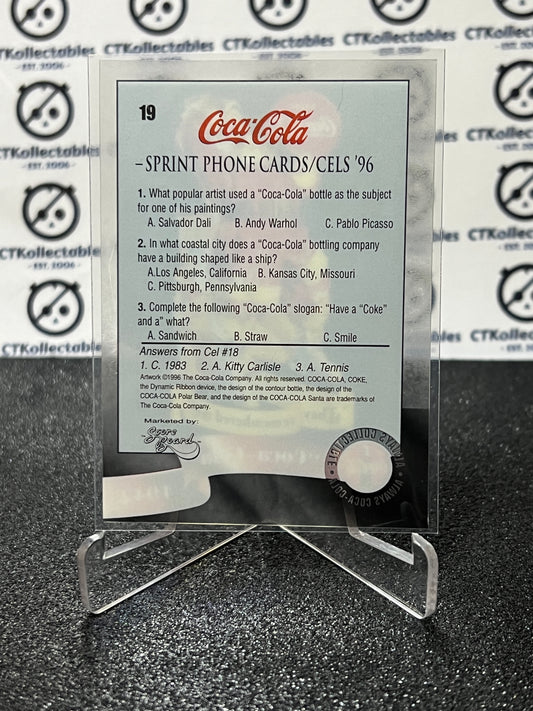 CTKollectables
-EST. 2006-
19
Coca-Cola
–SPRINT PHONE CARDS/CELS '96
1. What popular artist used a "Coca-Cola" bottle as the subject
for one of his paintings?
A. Salvador Dali B. Andy Warhol C. Pablo Picasso
2. In what coastal city does a "Coca-Cola" bottling company
have a building shaped like a ship?
A.Los Angeles, California B. Kansas City, Missouri
C. Pittsburgh, Pennsylvania
3. Complete the following "Coca-Cola" slogan: "Have a "Coke"
and a" what?
A. Sandwich B. Straw C. Smile
Answers from Cel #18
1. C. 1983 2. A. Kitty Carlisle 3. A. Tennis
Artwork ©1996 The Coca-Cola Company. All rights reserved. COCA-COLA, COKE,
the Dynamic Ribbon device, the design of the contour bottle, the design of the
COCA-COLA Polar Bear, and the design of the COCA-COLA Santa are trademarks of
The Coca-Cola Company.
Marketed by:
Score Board
ALWAYS COLLECTIBLE • ALWAYS COCA-COLA •